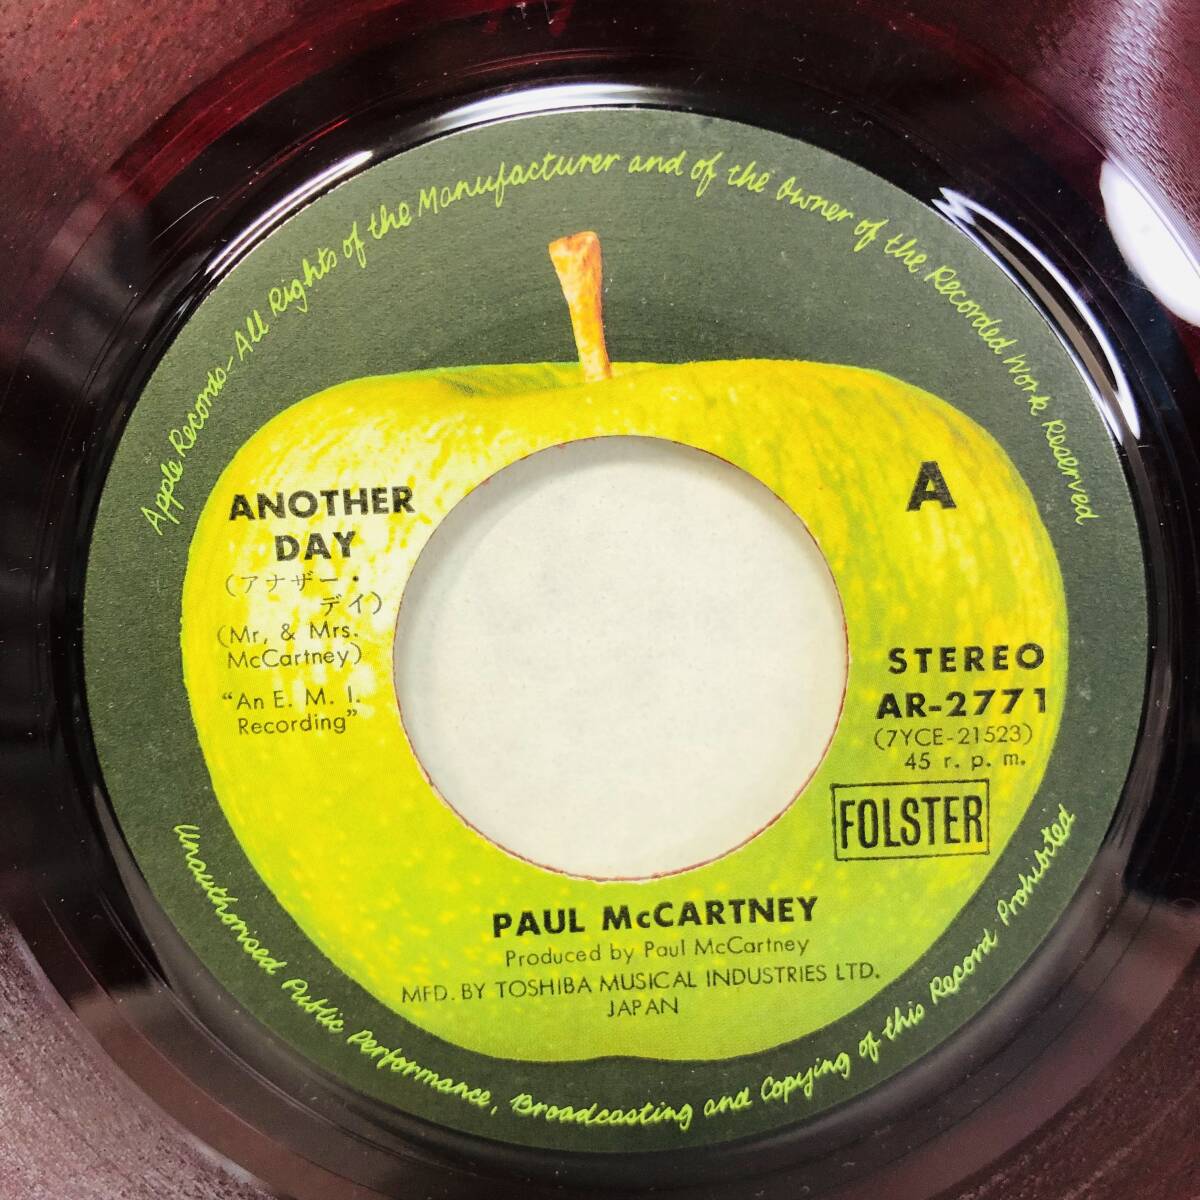 Apple Records–All Rights of the Manufacturer and of the Owner of the Recorded Work Reserved
ANOTHER
DAY
(アナザー・
デイ)
(Mr, & Mrs.
McCartney)
“An E. M. I.
Recording”
A
STEREO
AR-2771
(7YCE-21523)
45 r. p. m.
FOLSTER
PAUL McCARTNEY
Produced by Paul McCartney
MFD. BY TOSHIBA MUSICAL INDUSTRIES LTD.
JAPAN
Unauthorised Public Performance, Broadcasting and Copying of this Record Prohibited